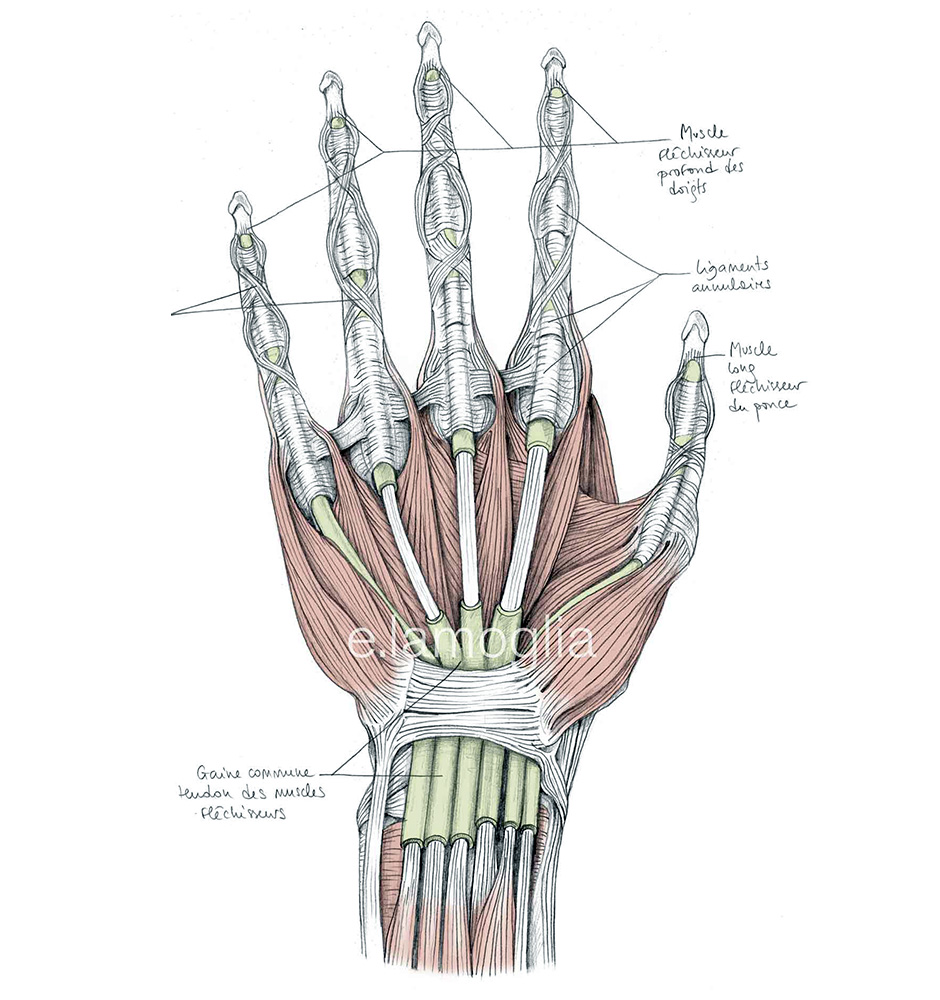 Muscle
fléchisseur
profond des
doigts
Ligaments
annulaires
Muscle
long
fléchisseur
du pouce
e.lamoglia
Gaine commune
tendon des muscles
fléchisseurs